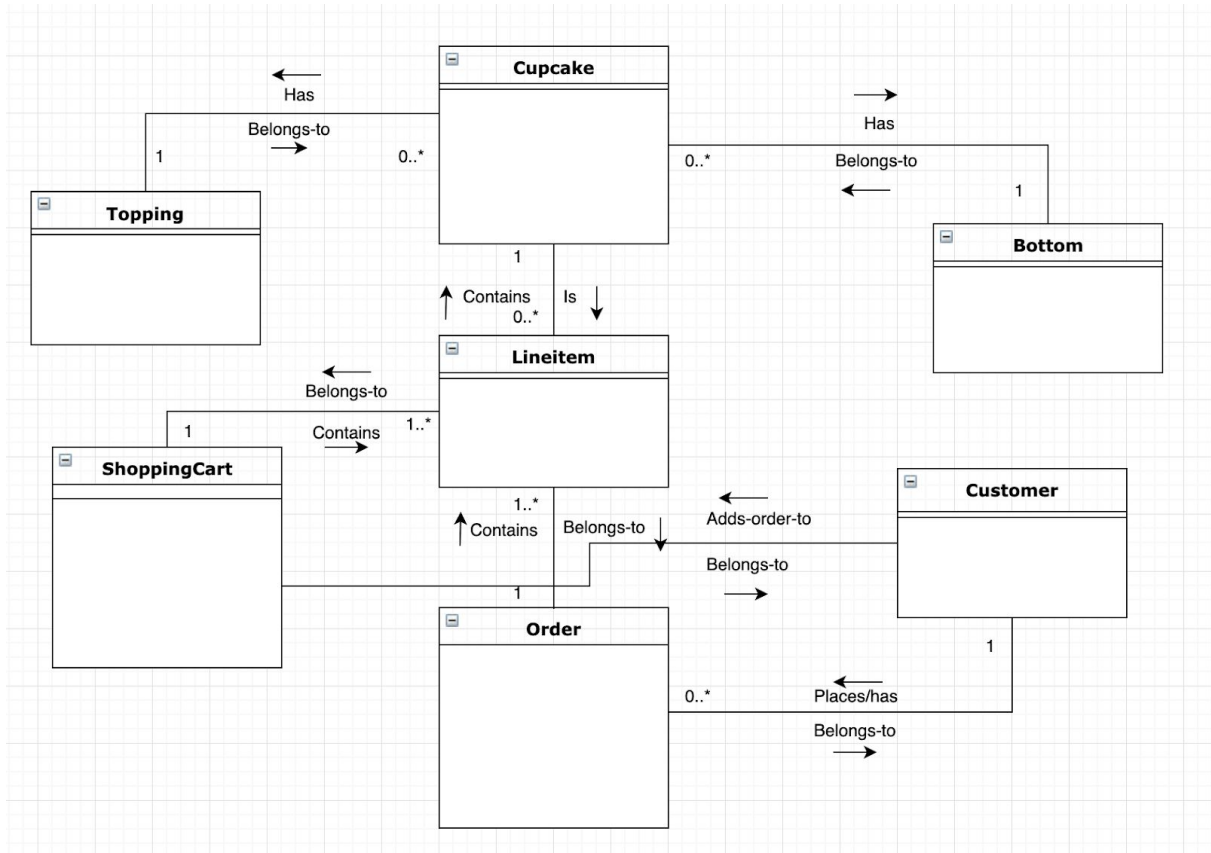 Cupcake
Has
Belongs-to
1
0..*
Has
0..*
Belongs-to
1
Topping
Bottom
1
Contains
Is
0..*
Lineitem
Belongs-to
1..*
1
Contains
ShoppingCart
Customer
1..*
Contains
Belongs-to
Adds-order-to
Belongs-to
1
Order
1
0..*
Places/has
Belongs-to